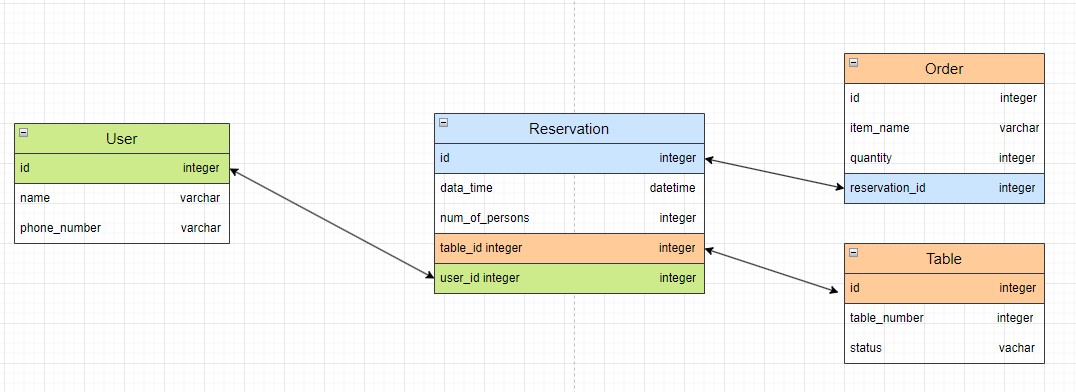 User
id integer
name varchar
phone_number varchar
Reservation
id integer
data_time datetime
num_of_persons integer
table_id integer integer
user_id integer integer
Order
id integer
item_name varchar
quantity integer
reservation_id integer
Table
id integer
table_number integer
status vachar